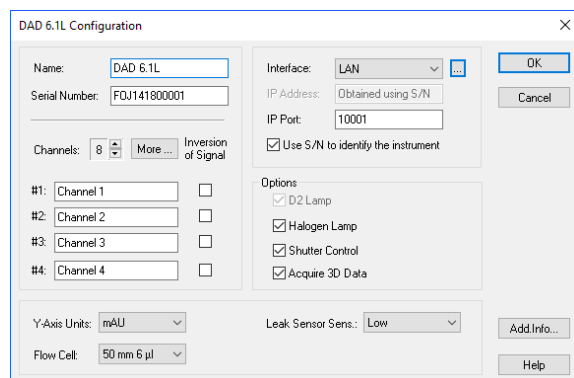 DAD 6.1L Configuration
Name: DAD 6.1L
Serial Number: FOJ141800001
Channels: 8 More ... Inversion of Signal
#1: Channel 1
#2: Channel 2
#3: Channel 3
#4: Channel 4
Interface: LAN ...
IP Address: Obtained using S/N
IP Port: 10001
Use S/N to identify the instrument
Options
D2 Lamp
Halogen Lamp
Shutter Control
Acquire 3D Data
OK
Cancel
Y-Axis Units: mAU
Flow Cell: 50 mm 6 µl
Leak Sensor Sens.: Low
Add.Info...
Help